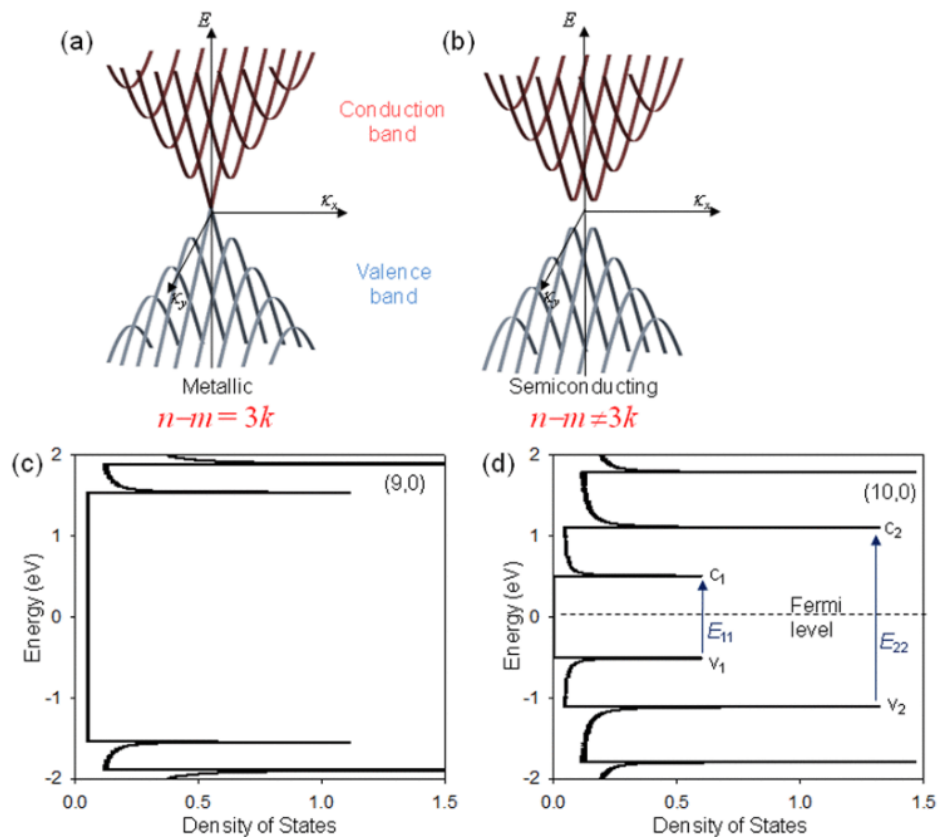 (a)
E
(b)
E
Conduction
band
κx
κx
Valence
band
κy
κy
Metallic
n–m = 3k
Semiconducting
n–m ≠ 3k
(c)
(9,0)
2
1
0
-1
-2
Energy (eV)
0.0
0.5
1.0
1.5
Density of States
(d)
(10,0)
2
1
0
-1
-2
Energy (eV)
C2
C1
Fermi
level
E11
E22
V1
V2
0.0
0.5
1.0
1.5
Density of States